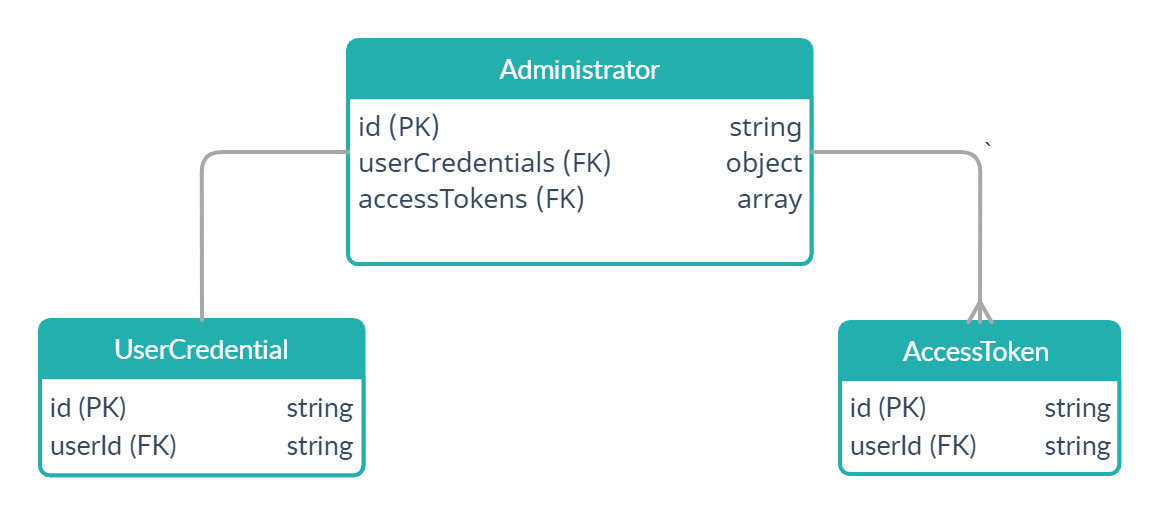 Administrator
id (PK) string
userCredentials (FK) object
accessTokens (FK) array
`
UserCredential
id (PK) string
userId (FK) string
AccessToken
id (PK) string
userId (FK) string